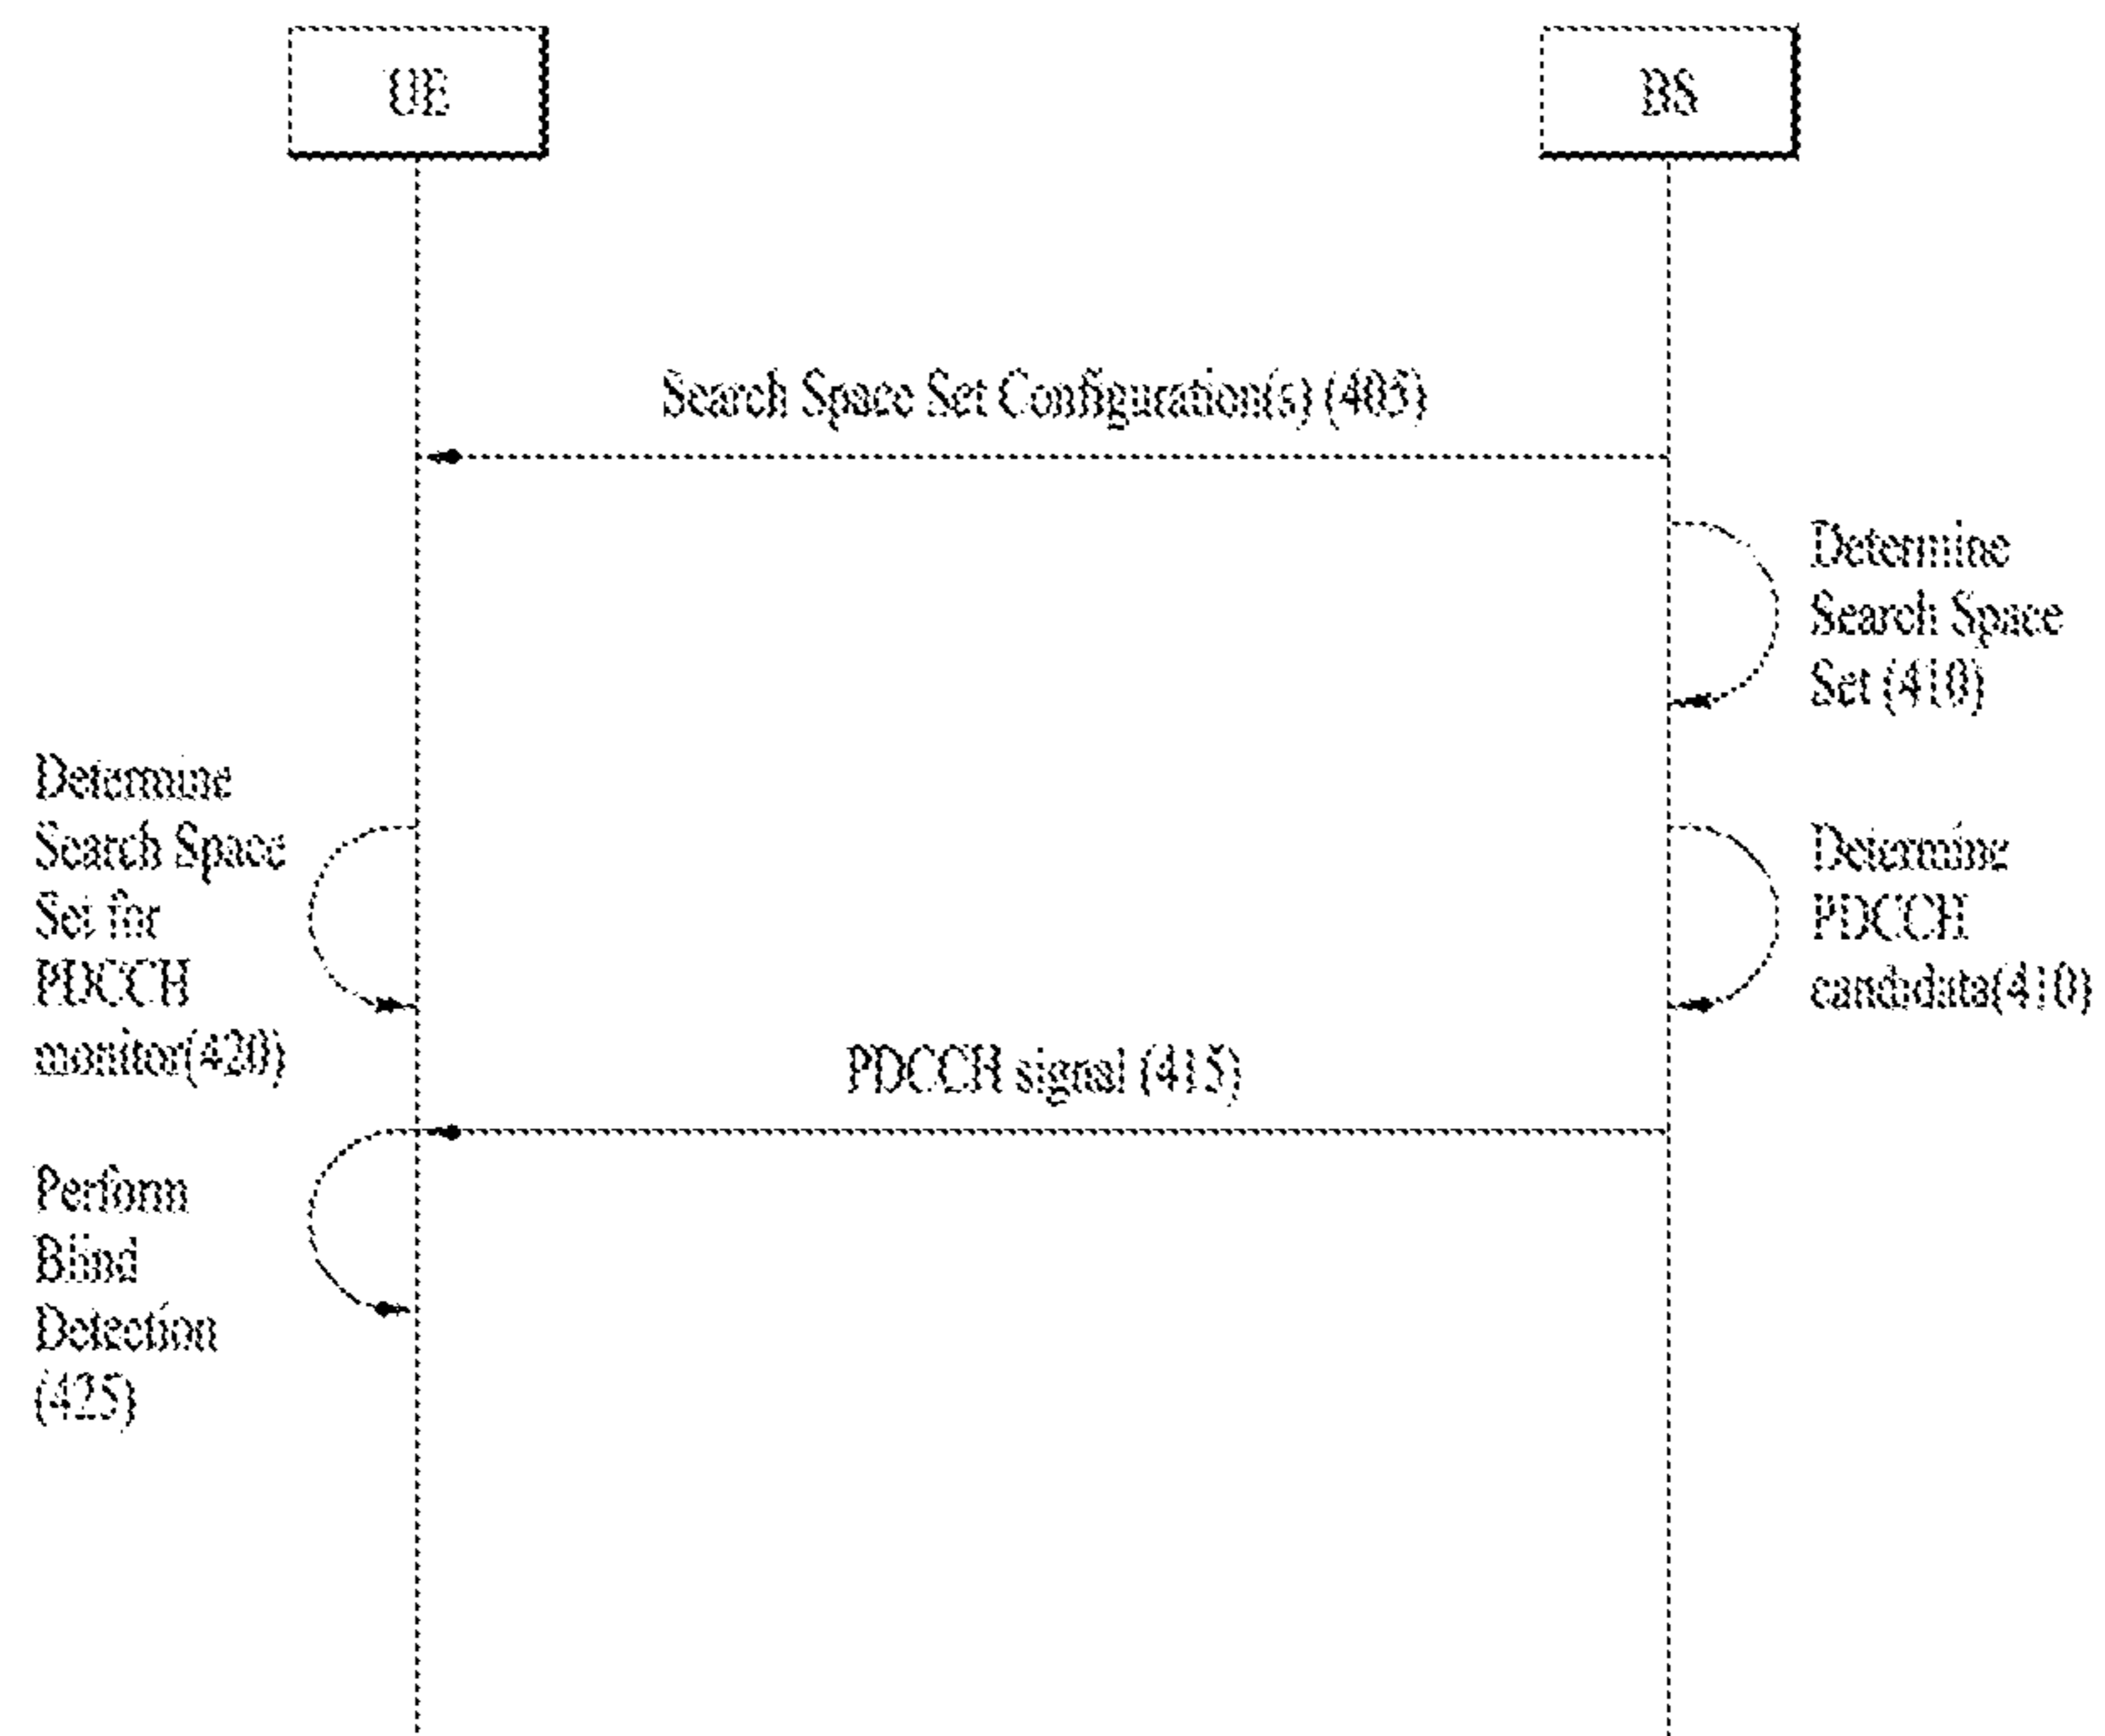 UE
BS
Search Space Set Configuration(s) (405)
Determine
Search Space
Set (410)
Determine
Search Space
Set for
PDCCH
monitor(420)
Determine
PDCCH
candidata(410)
PDCCH signal (415)
Perform
Blind
Detection
(425)